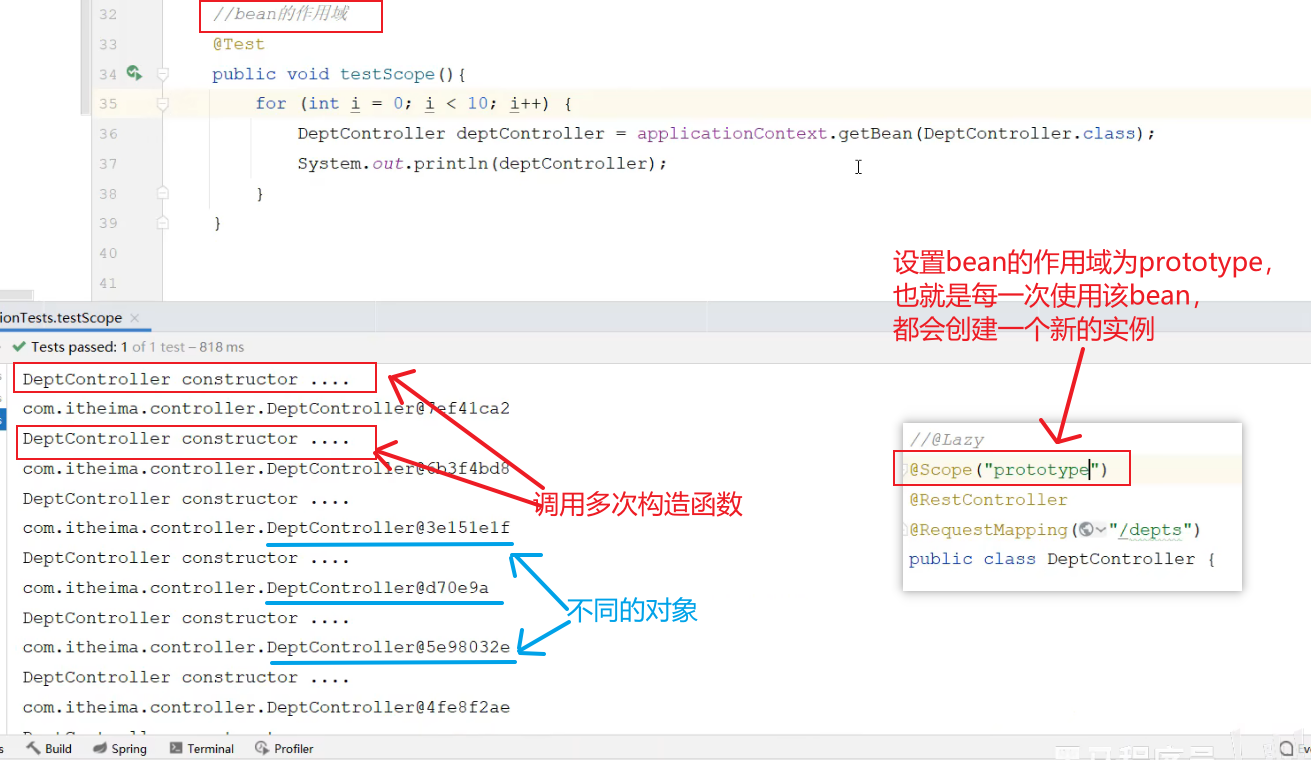 32 //bean的作用域
33 @Test
34 public void testScope(){
35 for (int i = 0; i < 10; i++) {
36 DeptController deptController = applicationContext.getBean(DeptController.class);
37 System.out.println(deptController);
38 }
39 }
40
41
设置bean的作用域为prototype，
也就是每一次使用该bean，
都会创建一个新的实例
ionTests.testScope
Tests passed: 1 of 1 test – 818 ms
DeptController constructor ....
com.itheima.controller.DeptController@7ef41ca2
DeptController constructor ....
com.itheima.controller.DeptController@6b3f4bd8
DeptController constructor ....
调用多次构造函数
com.itheima.controller.DeptController@3e151e1f
DeptController constructor ....
com.itheima.controller.DeptController@d70e9a
不同的对象
DeptController constructor ....
com.itheima.controller.DeptController@5e98032e
DeptController constructor ....
com.itheima.controller.DeptController@4fe8f2ae
//@Lazy
@Scope("prototype")
@RestController
@RequestMapping("/depts")
public class DeptController {
s Build Spring Terminal Profiler